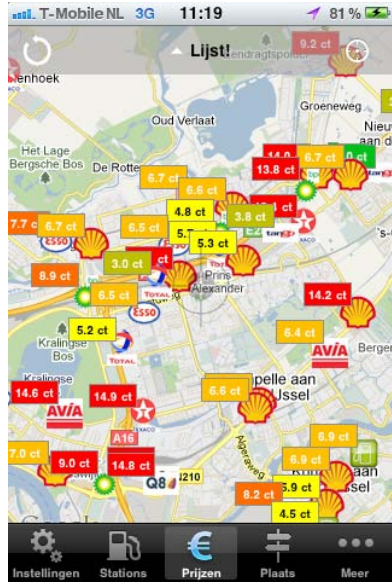 T-Mobile NL 3G 11:19 81 %
Lijst!
9.2 ct
endragtspolder
Groeneweg
Oud Verlaat
Het Lage
Bergsche Bos
De Rotte
6.7 ct
13.8 ct
6.7 ct
6.6 ct
4.8 ct
3.8 ct
7.7 c
6.7 ct
6.5 ct
5.3 ct
ESSO
3.0 ct
ct
8.9 ct
6.5 ct
TOTAL
Prins
Alexander
ESSO
14.2 ct
5.2 ct
6.4 ct
Kralingse
Bos
TOTAL
AVIA
14.6 ct
14.9 ct
6.6 ct
pelle aan
IJssel
AVIA
TEXACO
A16
6.9 ct
7.0 ct
9.0 ct
14.8 ct
Q8
Algeraweg
6.9 ct
8.2 ct
5.9 ct
4.5 ct
Instellingen Stations Prijzen Plaats Meer